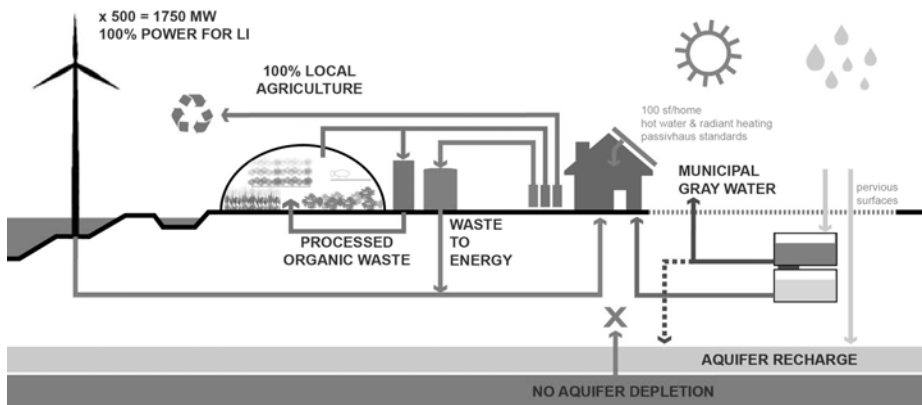 x 500 = 1750 MW
100% POWER FOR LI
100% LOCAL
AGRICULTURE
100 sf/home
hot water & radiant heating
passivhaus standards
MUNICIPAL
GRAY WATER
pervious
surfaces
PROCESSED
ORGANIC WASTE
WASTE
TO
ENERGY
X
AQUIFER RECHARGE
NO AQUIFER DEPLETION